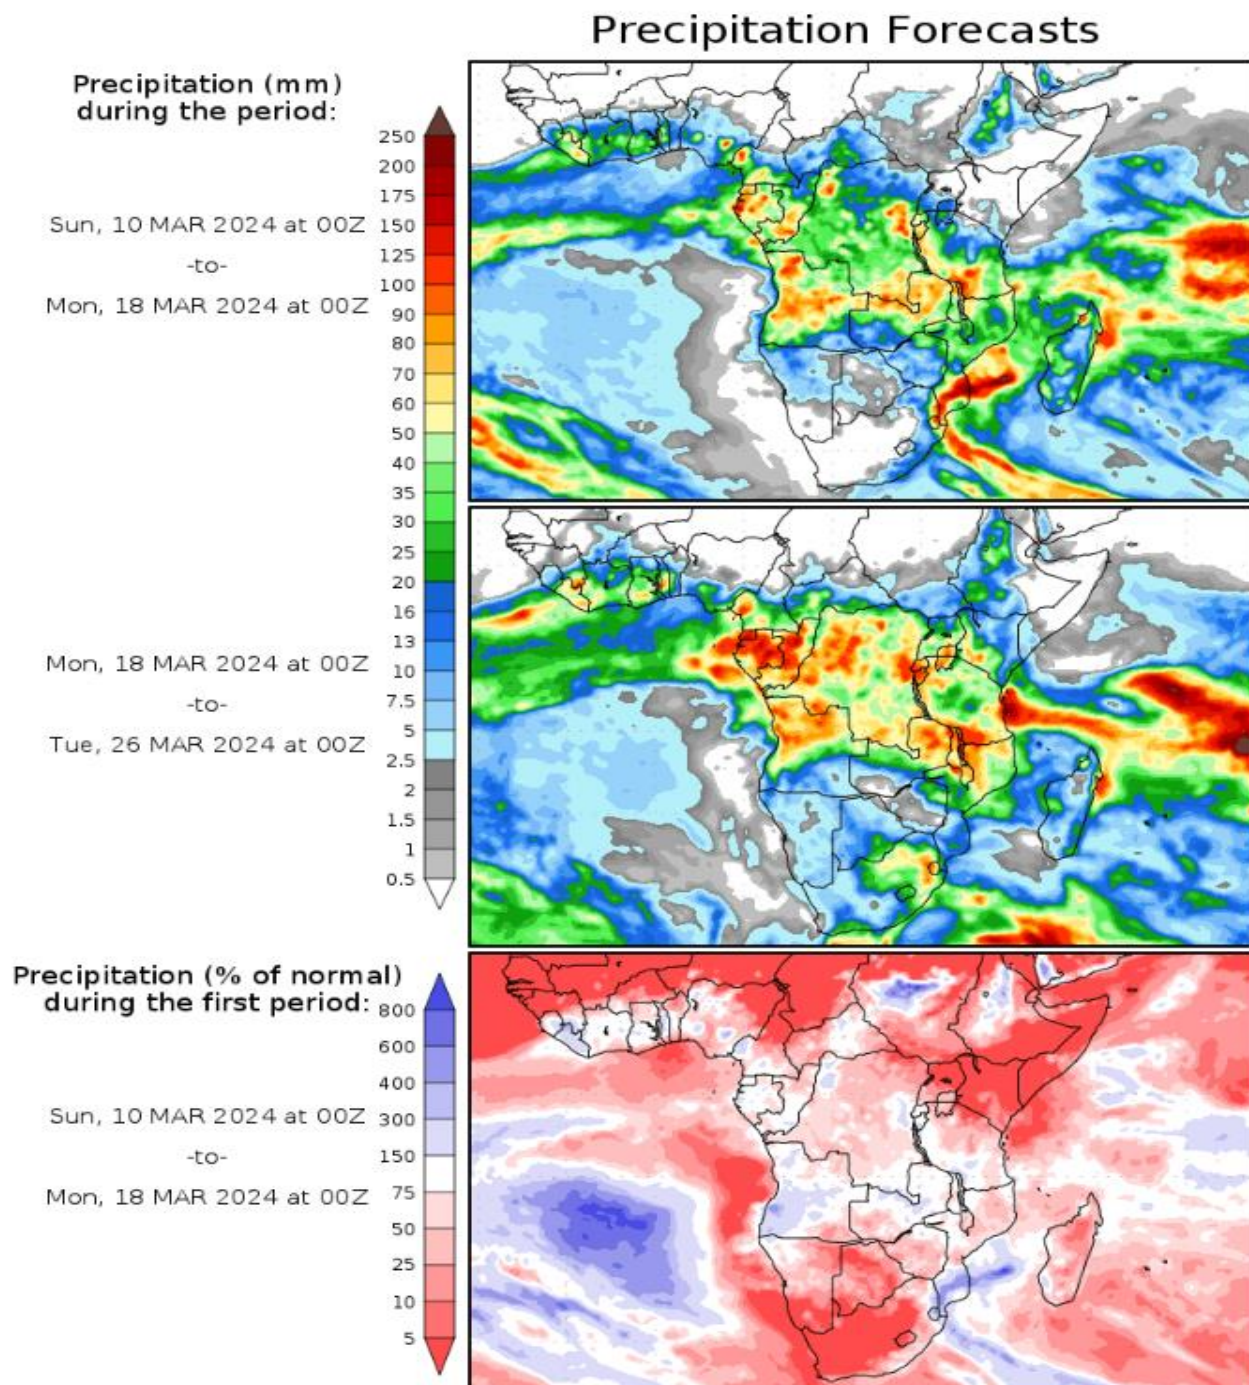 Precipitation Forecasts
Precipitation (mm)
during the period:
250
200
175
150
125
100
90
80
70
60
50
40
35
30
25
20
16
13
10
7.5
5
2.5
2
1.5
1
0.5
Sun, 10 MAR 2024 at 00Z
-to-
Mon, 18 MAR 2024 at 00Z
Mon, 18 MAR 2024 at 00Z
-to-
Tue, 26 MAR 2024 at 00Z
Precipitation (% of normal)
during the first period:
800
600
400
300
150
75
50
25
10
5
Sun, 10 MAR 2024 at 00Z
-to-
Mon, 18 MAR 2024 at 00Z